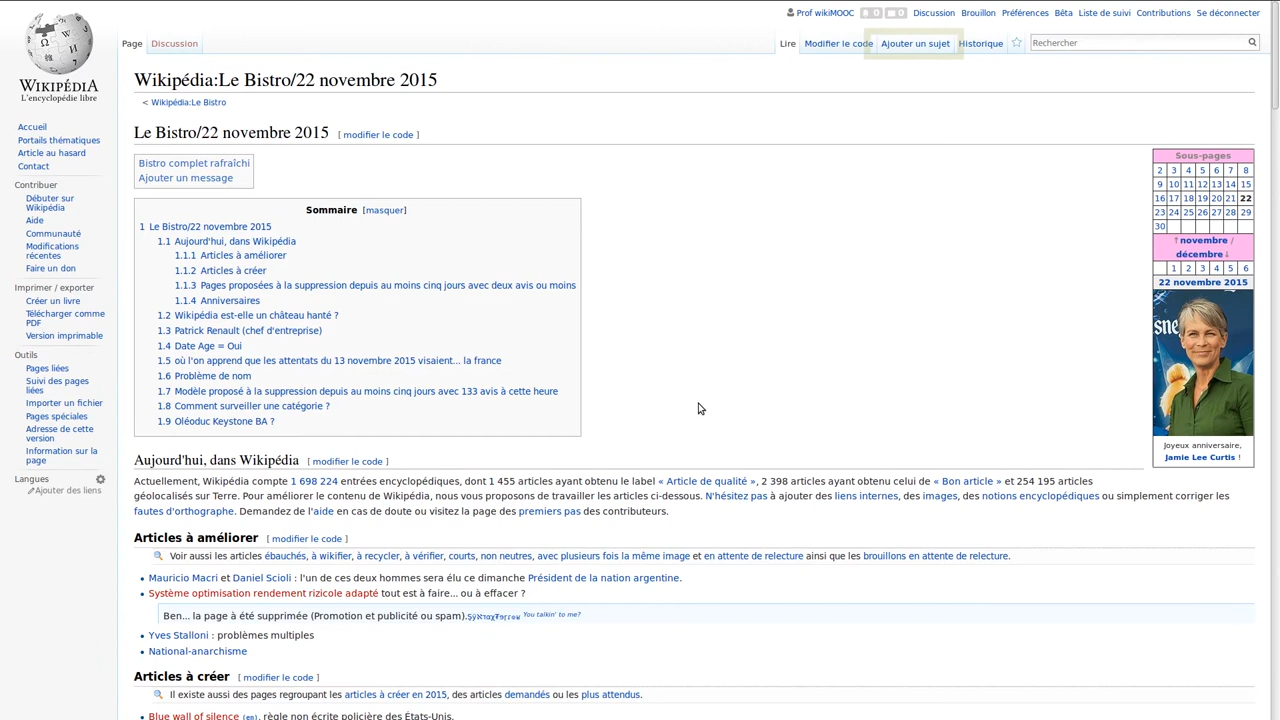 Prof wikiMOOC 0 0 Discussion Brouillon Préférences Bêta Liste de suivi Contributions Se déconnecter
Page Discussion Lire Modifier le code Ajouter un sujet Historique Rechercher
WIKIPÉDIA
L'encyclopédie libre
Accueil
Portails thématiques
Article au hasard
Contact
Contribuer
Débuter sur
Wikipédia
Aide
Communauté
Modifications
récentes
Faire un don
Imprimer / exporter
Créer un livre
Télécharger comme
PDF
Version imprimable
Outils
Pages liées
Suivi des pages
liées
Importer un fichier
Pages spéciales
Adresse de cette
version
Information sur la
page
Langues
Ajouter des liens
Wikipédia:Le Bistro/22 novembre 2015
< Wikipédia:Le Bistro
Le Bistro/22 novembre 2015 [ modifier le code ]
Bistro complet rafraîchi
Ajouter un message
Sommaire [masquer]
1 Le Bistro/22 novembre 2015
1.1 Aujourd'hui, dans Wikipédia
1.1.1 Articles à améliorer
1.1.2 Articles à créer
1.1.3 Pages proposées à la suppression depuis au moins cinq jours avec deux avis ou moins
1.1.4 Anniversaires
1.2 Wikipédia est-elle un château hanté ?
1.3 Patrick Renault (chef d'entreprise)
1.4 Date Age = Oui
1.5 où l'on apprend que les attentats du 13 novembre 2015 visaient... la france
1.6 Problème de nom
1.7 Modèle proposé à la suppression depuis au moins cinq jours avec 133 avis à cette heure
1.8 Comment surveiller une catégorie ?
1.9 Oléoduc Keystone BA ?
Sous-pages
2 3 4 5 6 7 8
9 10 11 12 13 14 15
16 17 18 19 20 21 22
23 24 25 26 27 28 29
30
↑novembre /
décembre↓
1 2 3 4 5 6
22 novembre 2015
sne
Joyeux anniversaire,
Jamie Lee Curtis !
Aujourd'hui, dans Wikipédia [ modifier le code ]
Actuellement, Wikipédia compte 1 698 224 entrées encyclopédiques, dont 1 455 articles ayant obtenu le label « Article de qualité », 2 398 articles ayant obtenu celui de « Bon article » et 254 195 articles
géolocalisés sur Terre. Pour améliorer le contenu de Wikipédia, nous vous proposons de travailler les articles ci-dessous. N'hésitez pas à ajouter des liens internes, des images, des notions encyclopédiques ou simplement corriger les
fautes d'orthographe. Demandez de l'aide en cas de doute ou visitez la page des premiers pas des contributeurs.
Articles à améliorer [ modifier le code ]
Voir aussi les articles ébauchés, à wikifier, à recycler, à vérifier, courts, non neutres, avec plusieurs fois la même image et en attente de relecture ainsi que les brouillons en attente de relecture.
• Mauricio Macri et Daniel Scioli : l'un de ces deux hommes sera élu ce dimanche Président de la nation argentine.
• Système optimisation rendement rizicole adapté tout est à faire... ou à effacer ?
Ben... la page à été supprimée (Promotion et publicité ou spam). You talkin' to me?
• Yves Stalloni : problèmes multiples
• National-anarchisme
Articles à créer [ modifier le code ]
Il existe aussi des pages regroupant les articles à créer en 2015, des articles demandés ou les plus attendus.
• Blue wall of silence (en), règle non écrite policière des États-Unis.